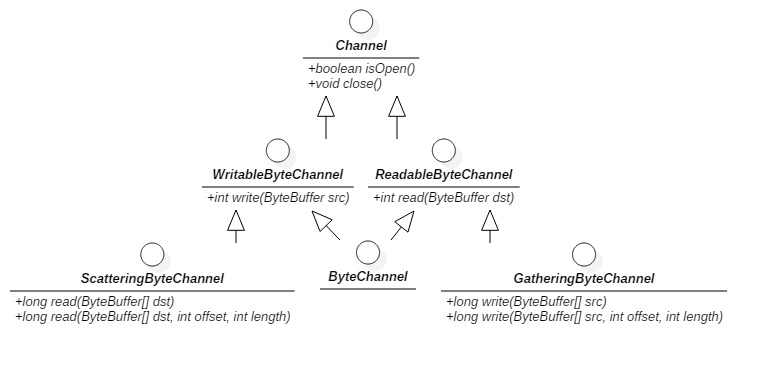 Channel
+boolean isOpen()
+void close()
WritableByteChannel
+int write(ByteBuffer src)
ReadableByteChannel
+int read(ByteBuffer dst)
ScatteringByteChannel
+long read(ByteBuffer[] dst)
+long read(ByteBuffer[] dst, int offset, int length)
ByteChannel
GatheringByteChannel
+long write(ByteBuffer[] src)
+long write(ByteBuffer[] src, int offset, int length)